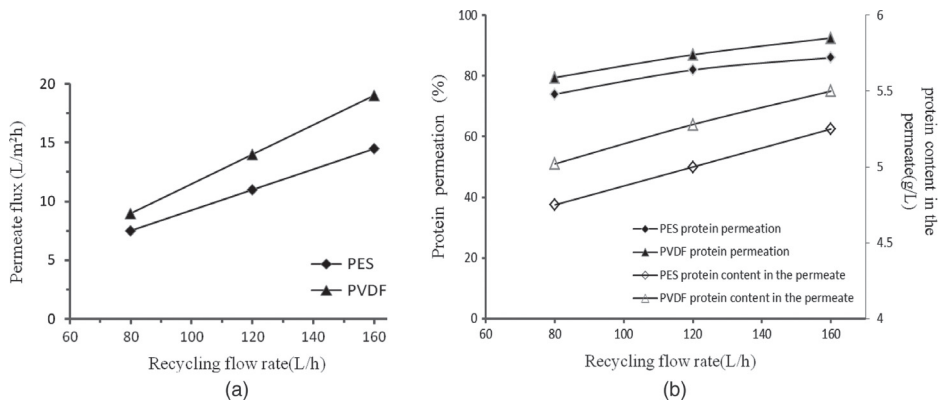 Permeate flux (L/m²h)
20
15
10
5
0
60
80
100
120
140
160
PES
PVDF
Recycling flow rate(L/h)
(a)
Protein permeation (%)
100
80
60
40
20
0
60
80
100
120
140
160
6
5.5
5
4.5
4
protein content in the
permeate(g/L)
PES protein permeation
PVDF protein permeation
PES protein content in the permeate
PVDF protein content in the permeate
Recycling flow rate(L/h)
(b)